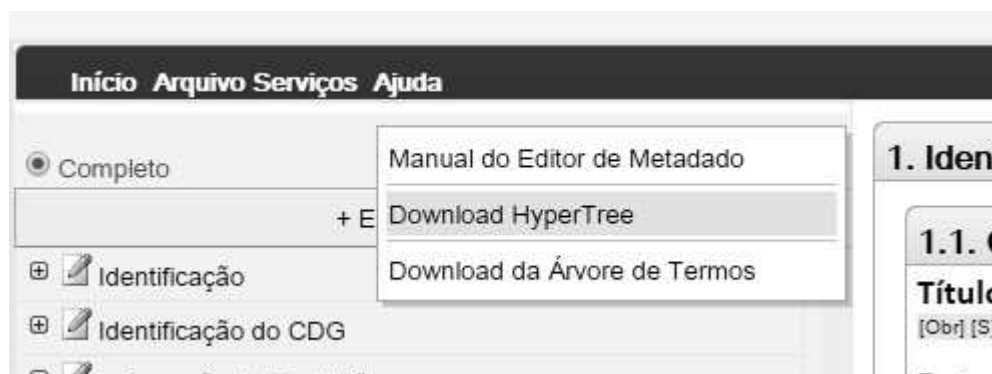 Início Arquivo Serviços Ajuda
Manual do Editor de Metadado
Completo
1. Iden
Download HyperTree
+ E
1.1.
Download da Árvore de Termos
Identificação
Título
[Obr] [S]
Identificação do CDG